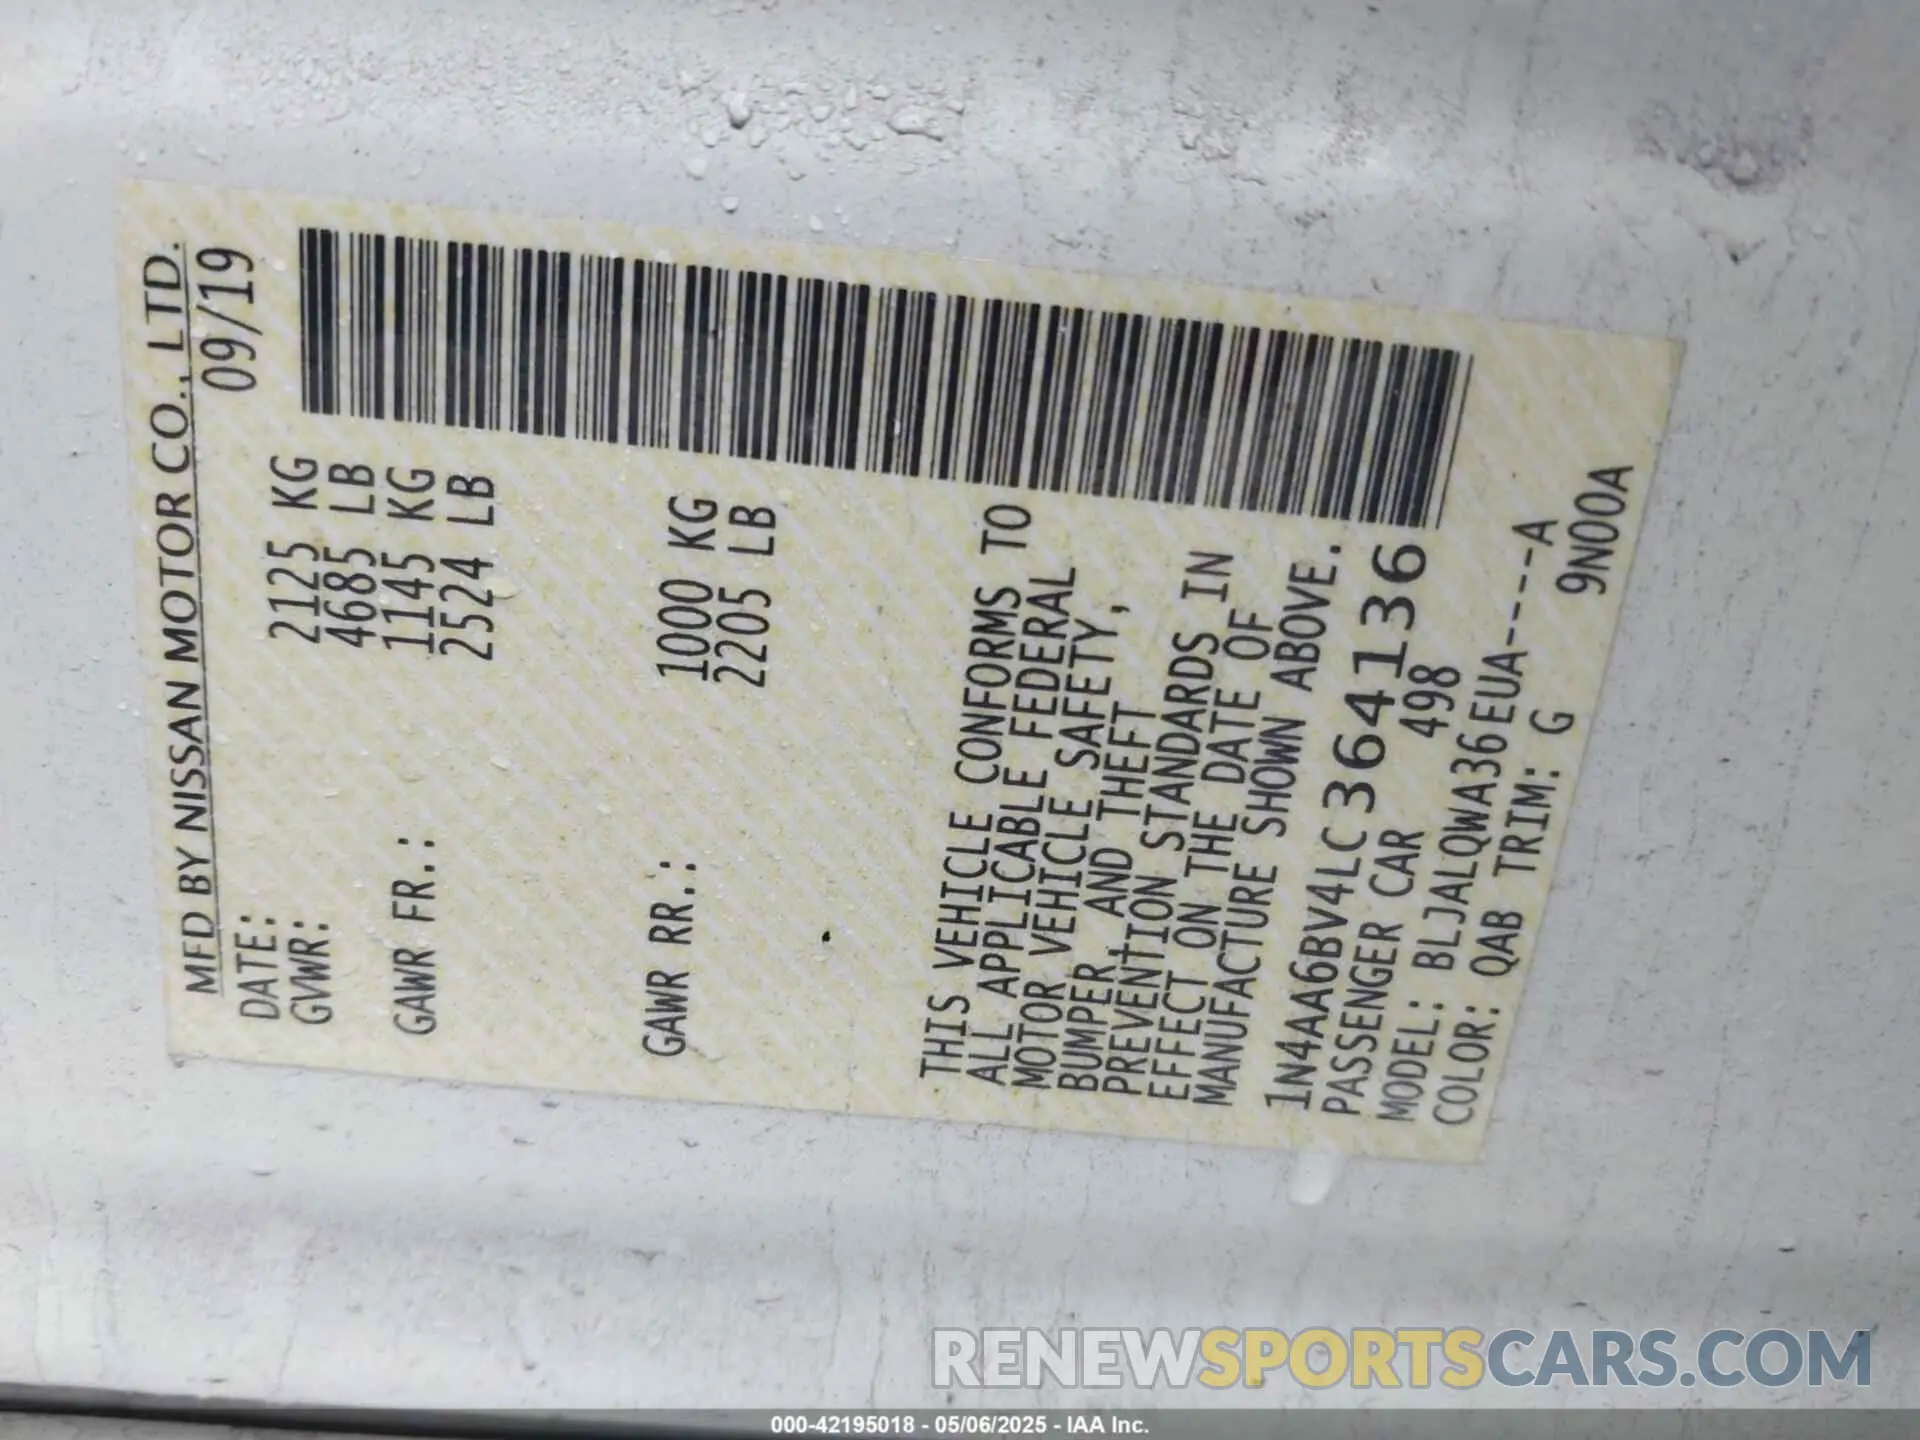 MFD BY NISSAN MOTOR CO., LTD.
DATE: 09/19
GVWR: 2125 KG
4685 LB
GAWR FR.: 1145 KG
2524 LB
GAWR RR.: 1000 KG
2205 LB
THIS VEHICLE CONFORMS TO
ALL APPLICABLE FEDERAL
MOTOR VEHICLE SAFETY,
BUMPER, AND THEFT
PREVENTION STANDARDS IN
EFFECT ON THE DATE OF
MANUFACTURE SHOWN ABOVE.
1N4AA6BV4LC364136
PASSENGER CAR 498
MODEL: BLJALQWA36EUA----A
COLOR: QAB TRIM: G 9N00A
RENEWSPORTSCARS.COM
000-42195018 - 05/06/2025 - IAA Inc.